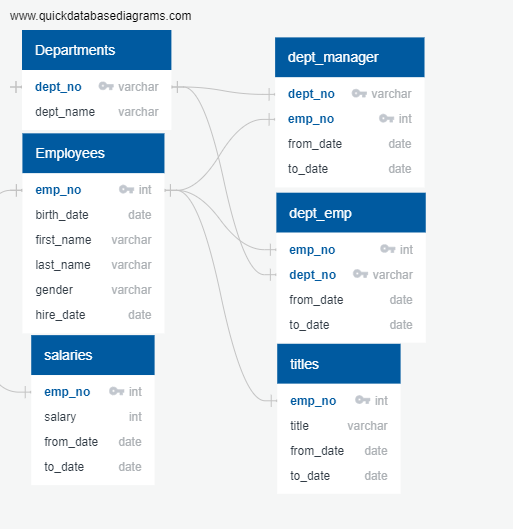 www.quickdatabasediagrams.com
Departments
dept_no varchar
dept_name varchar
Employees
emp_no int
birth_date date
first_name varchar
last_name varchar
gender varchar
hire_date date
salaries
emp_no int
salary int
from_date date
to_date date
dept_manager
dept_no varchar
emp_no int
from_date date
to_date date
dept_emp
emp_no int
dept_no varchar
from_date date
to_date date
titles
emp_no int
title varchar
from_date date
to_date date